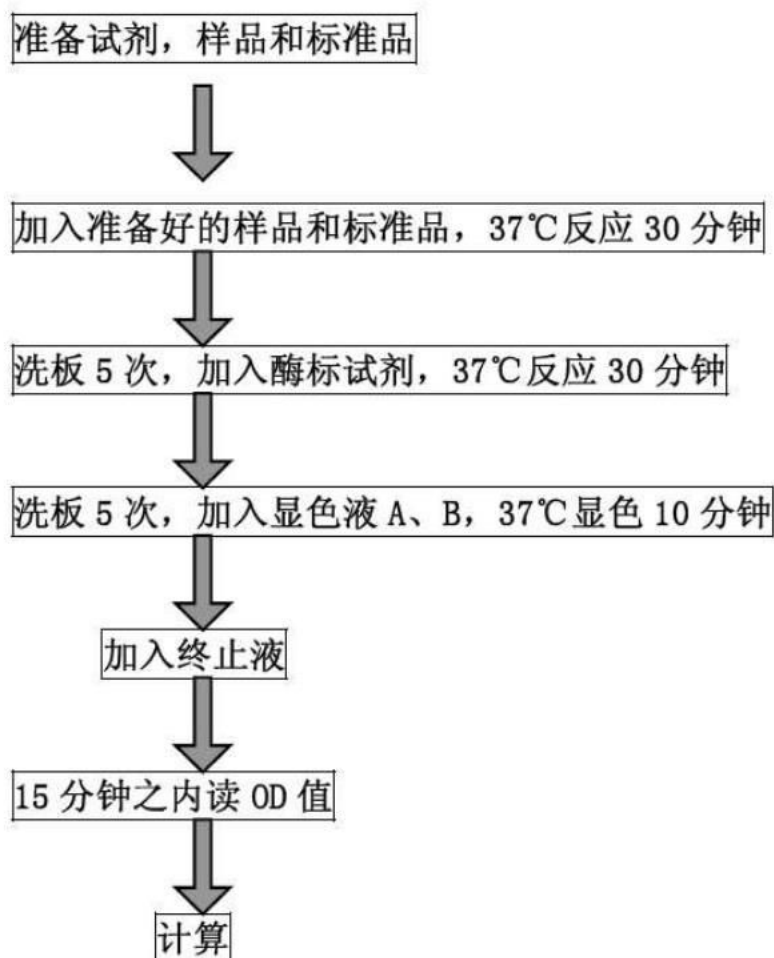 准备试剂，样品和标准品
加入准备好的样品和标准品，37℃反应 30 分钟
洗板 5 次，加入酶标试剂，37℃反应 30 分钟
洗板 5 次，加入显色液 A、B，37℃显色 10 分钟
加入终止液
15 分钟之内读 OD 值
计算